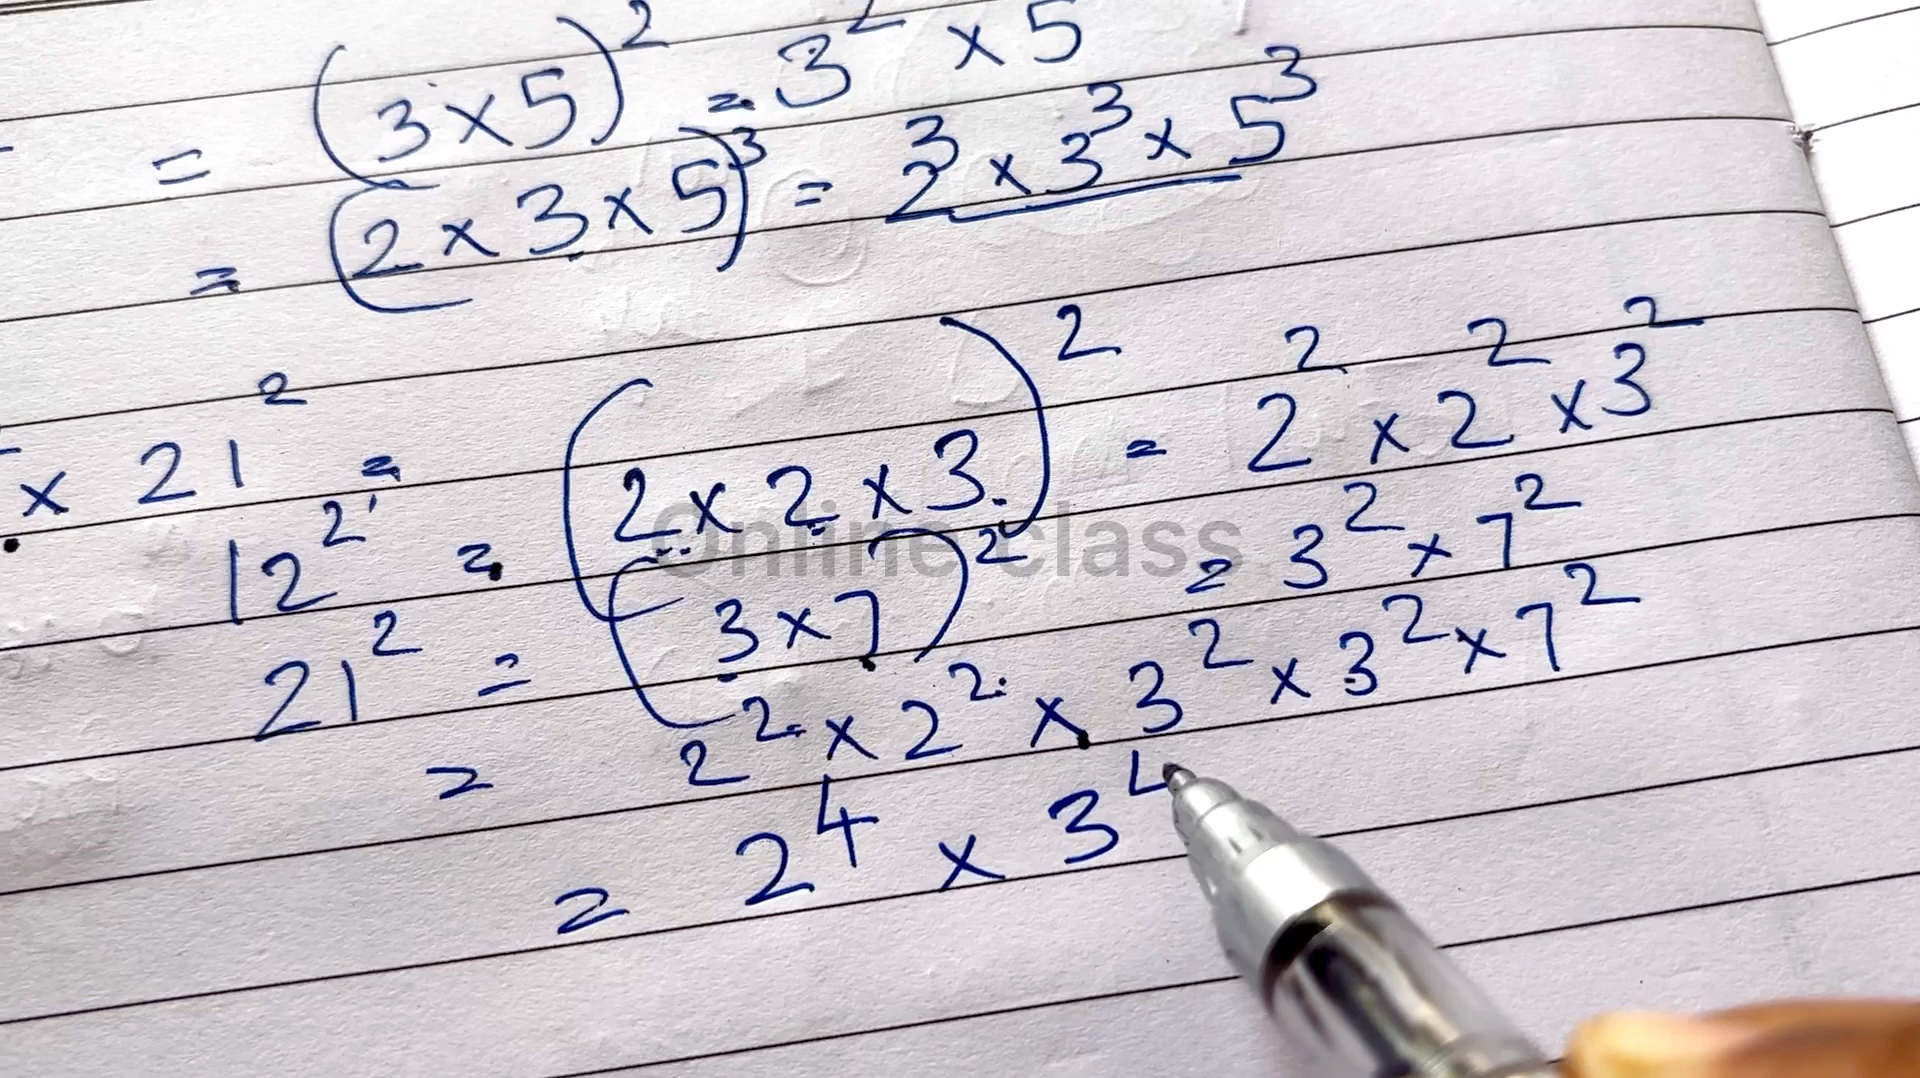 = (3 × 5)² = 3² × 5
= (2 × 3 × 5)³ = 2³ × 3³ × 5³
× 21² =
12² = (2 × 2 × 3)² = 2² × 2² × 3²
21² = (3 × 7)² = 3² × 7²
= 2² × 2² × 3² × 3² × 7²
= 2⁴ × 3
Online class